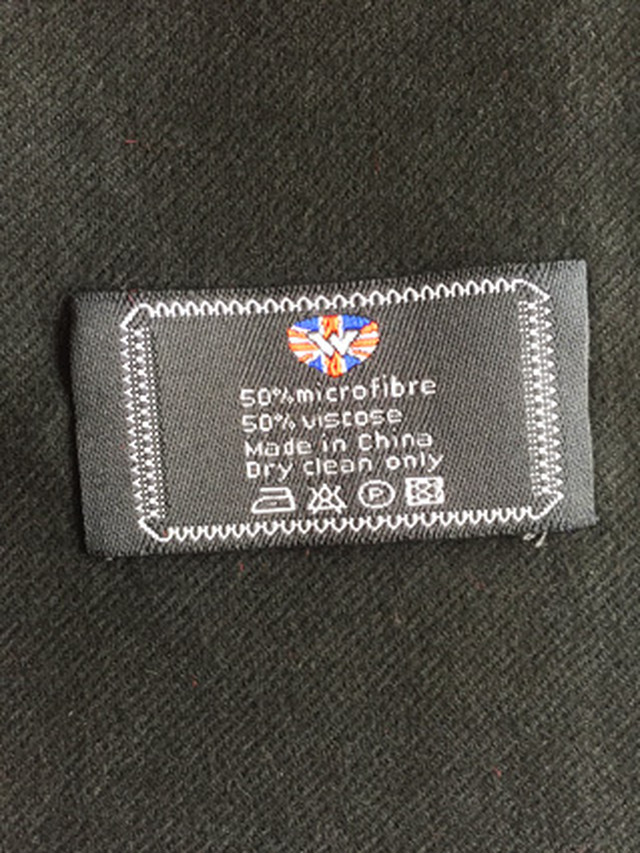 W
50% microfibre
50% viscose
Made in China
Dry clean only
P